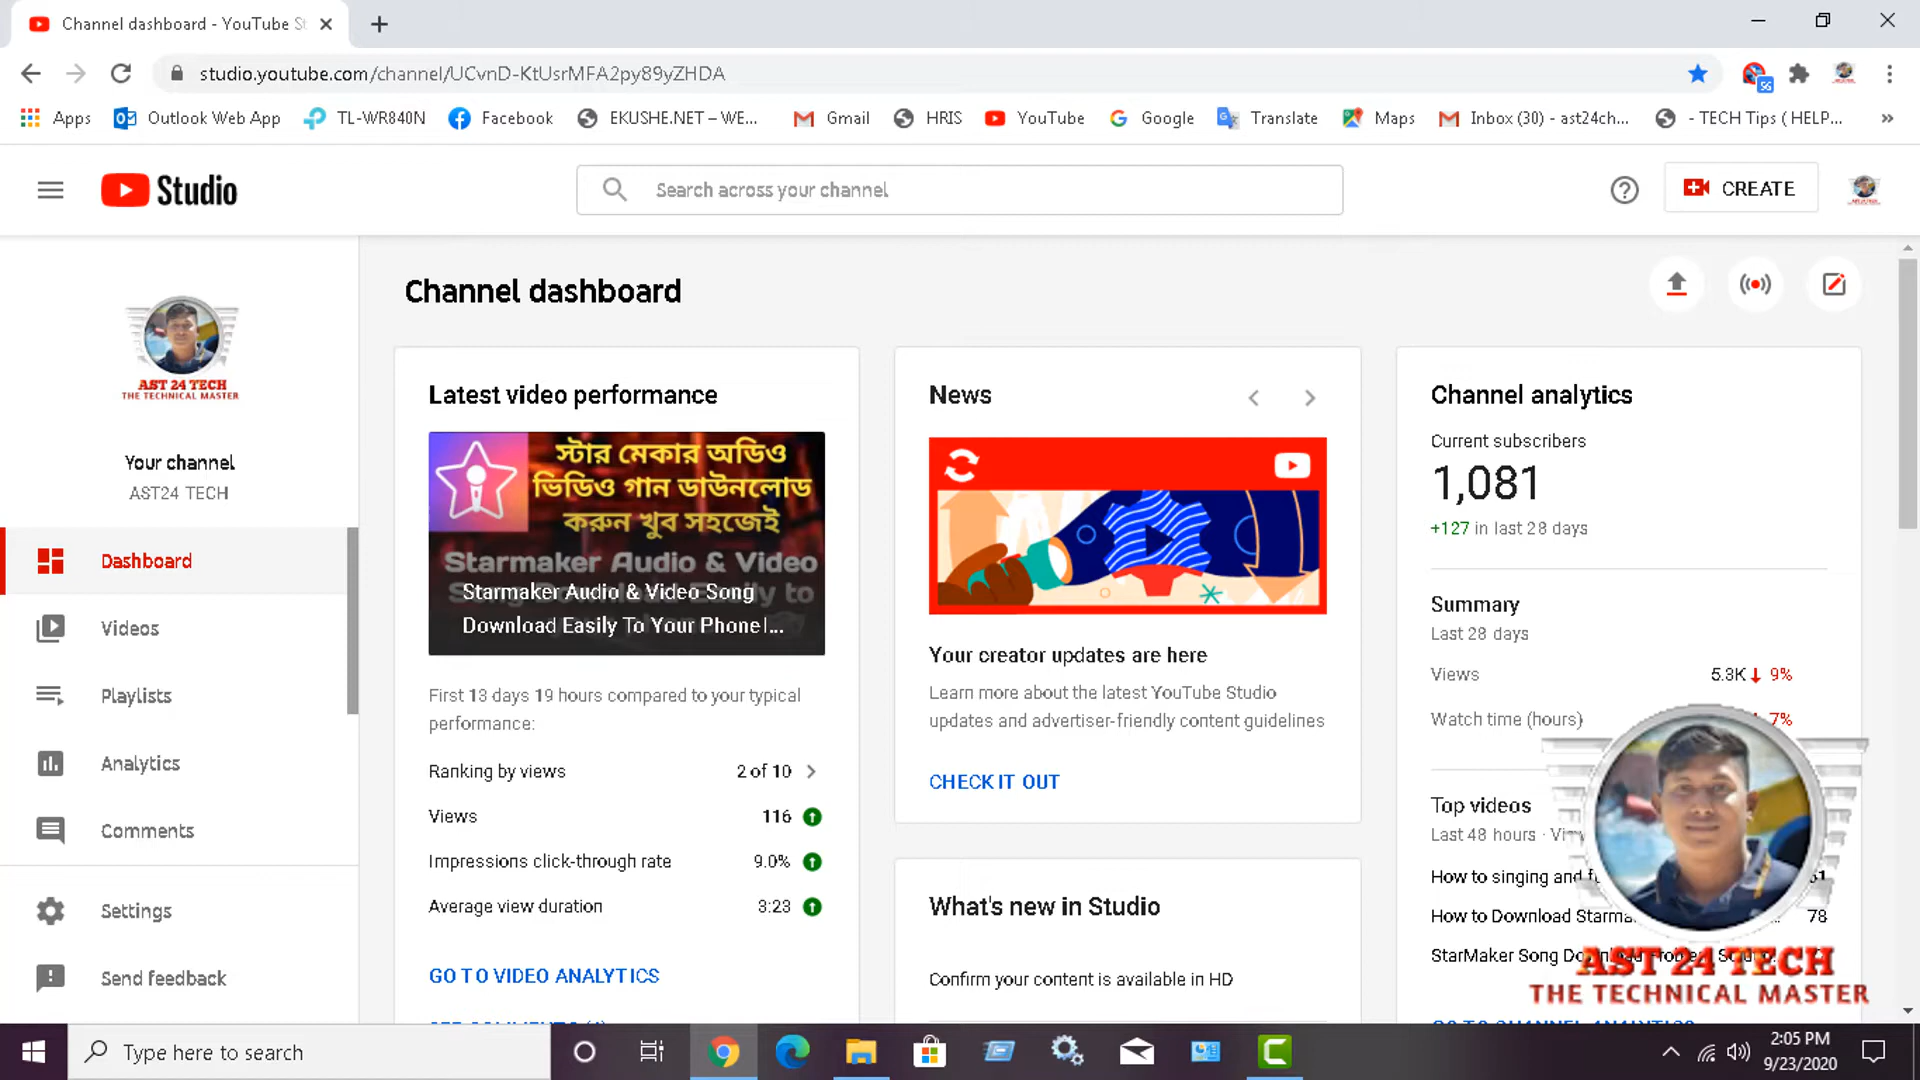 Channel dashboard - YouTube St
studio.youtube.com/channel/UCvnD-KtUsrMFA2py89yZHDA
Apps
Outlook Web App
TL-WR840N
Facebook
EKUSHE.NET – WE...
Gmail
HRIS
YouTube
Google
Translate
Maps
Inbox (30) - ast24ch...
- TECH Tips ( HELP...
Studio
Search across your channel
CREATE
AST 24 TECH
THE TECHNICAL MASTER
Your channel
AST24 TECH
Dashboard
Videos
Playlists
Analytics
Comments
Settings
Send feedback
Channel dashboard
Latest video performance
স্টার মেকার অডিও
ভিডিও গান ডাউনলোড
করুন খুব সহজেই
Starmaker Audio & Video
Starmaker Audio & Video Song
Download Easily To Your Phone|...
First 13 days 19 hours compared to your typical
performance:
Ranking by views 2 of 10
Views 116
Impressions click-through rate 9.0%
Average view duration 3:23
GO TO VIDEO ANALYTICS
News
Your creator updates are here
Learn more about the latest YouTube Studio
updates and advertiser-friendly content guidelines
CHECK IT OUT
What's new in Studio
Confirm your content is available in HD
Channel analytics
Current subscribers
1,081
+127 in last 28 days
Summary
Last 28 days
Views 5.3K 9%
Watch time (hours) 7%
Top videos
Last 48 hours ·
How to singing and
How to Download Starma
78
StarMaker Song
AST 24 TECH
THE TECHNICAL MASTER
Type here to search
2:05 PM
9/23/2020